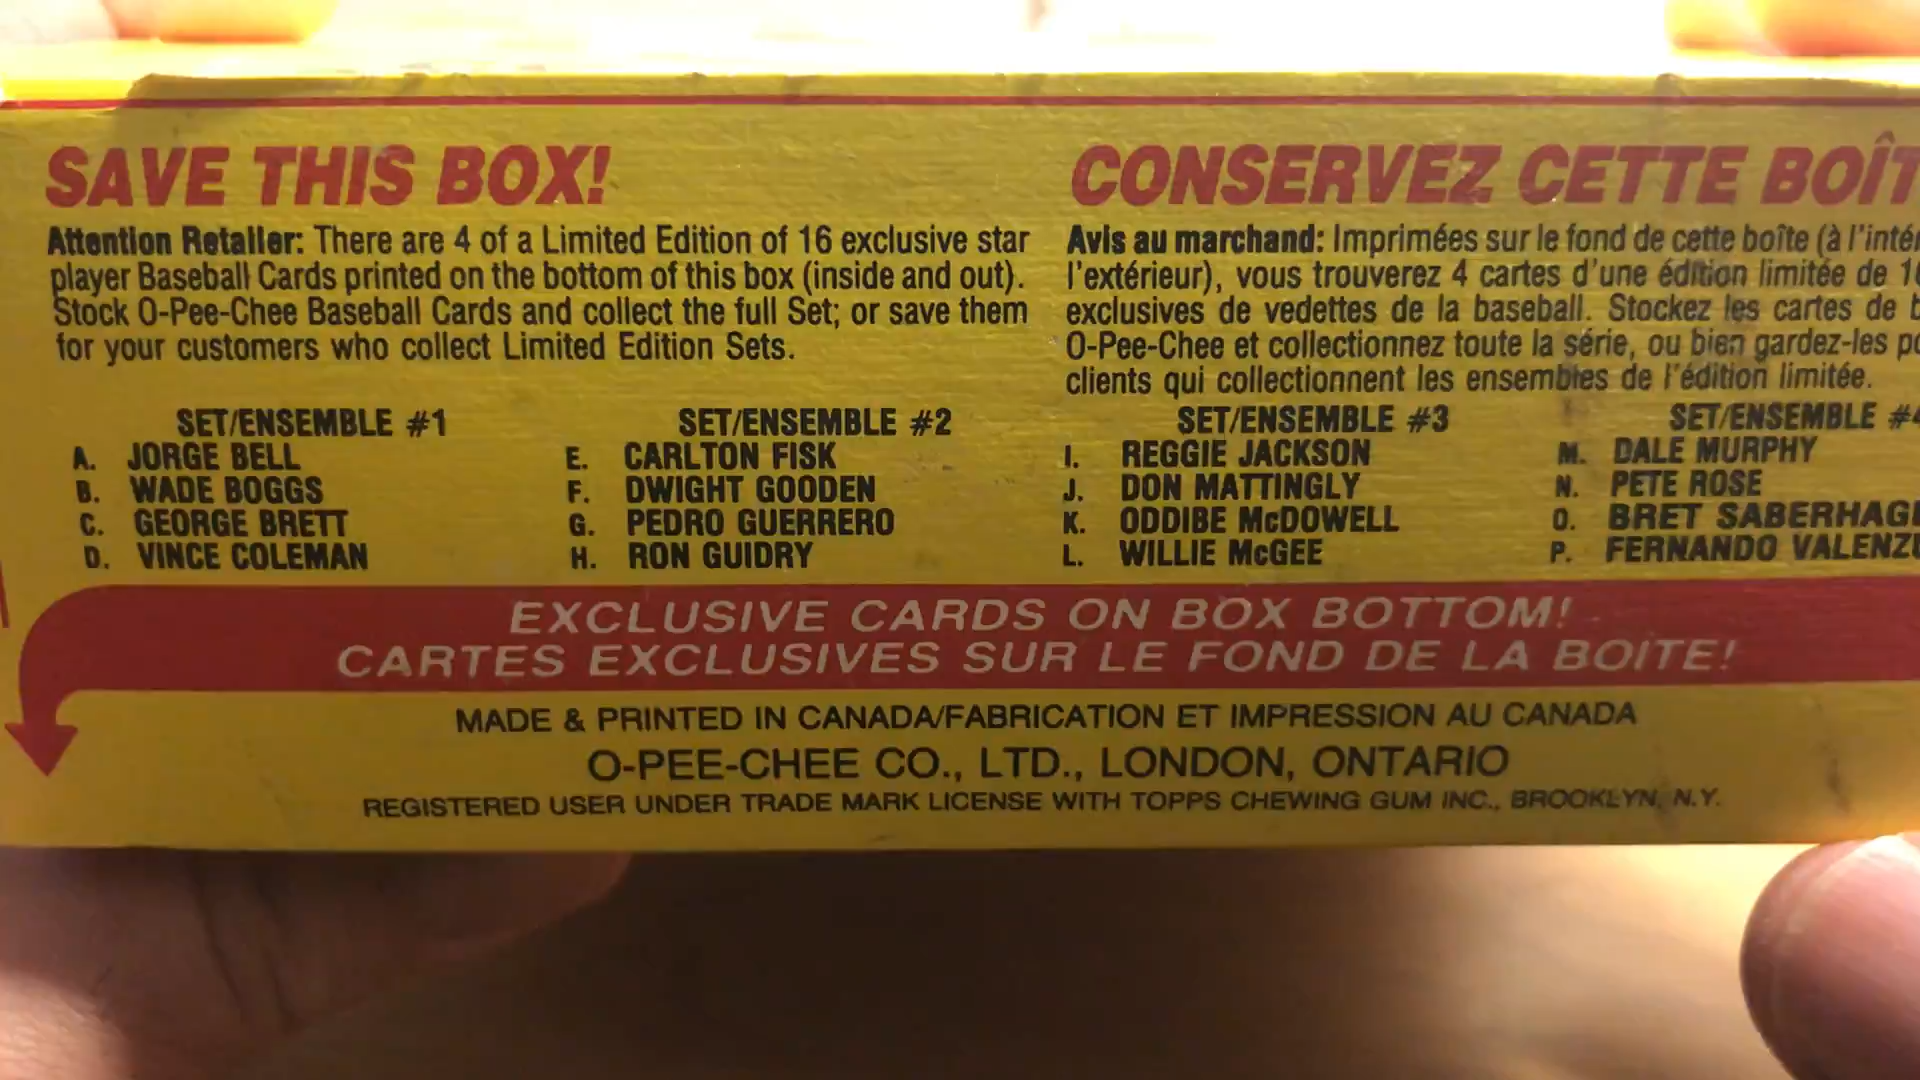 SAVE THIS BOX!
Attention Retailer: There are 4 of a Limited Edition of 16 exclusive star
player Baseball Cards printed on the bottom of this box (inside and out).
Stock O-Pee-Chee Baseball Cards and collect the full Set; or save them
for your customers who collect Limited Edition Sets.
CONSERVEZ CETTE
Avis au marchand: Imprimées sur le fond de cette boîte (à
l'extérieur), vous trouverez 4 cartes d'une édition limitée de
exclusives de vedettes de la baseball. Stockez les cartes de
O-Pee-Chee et collectionnez toute la série, ou bien gardez-les
clients qui collectionnent les ensembles de l'édition limitée.
SET/ENSEMBLE #1
A. JORGE BELL
B. WADE BOGGS
C. GEORGE BRETT
D. VINCE COLEMAN
SET/ENSEMBLE #2
E. CARLTON FISK
F. DWIGHT GOODEN
G. PEDRO GUERRERO
H. RON GUIDRY
SET/ENSEMBLE #3
I. REGGIE JACKSON
J. DON MATTINGLY
K. ODDIBE McDOWELL
L. WILLIE McGEE
SET/ENSEMBLE
M. DALE MURPHY
N. PETE ROSE
O. BRET
P. FERNANDO
EXCLUSIVE CARDS ON BOX BOTTOM!
CARTES EXCLUSIVES SUR LE FOND DE LA BOÎTE!
MADE & PRINTED IN CANADA/FABRICATION ET IMPRESSION AU CANADA
O-PEE-CHEE CO., LTD., LONDON, ONTARIO
REGISTERED USER UNDER TRADE MARK LICENSE WITH TOPPS CHEWING GUM INC., BROOKLYN, N.Y.